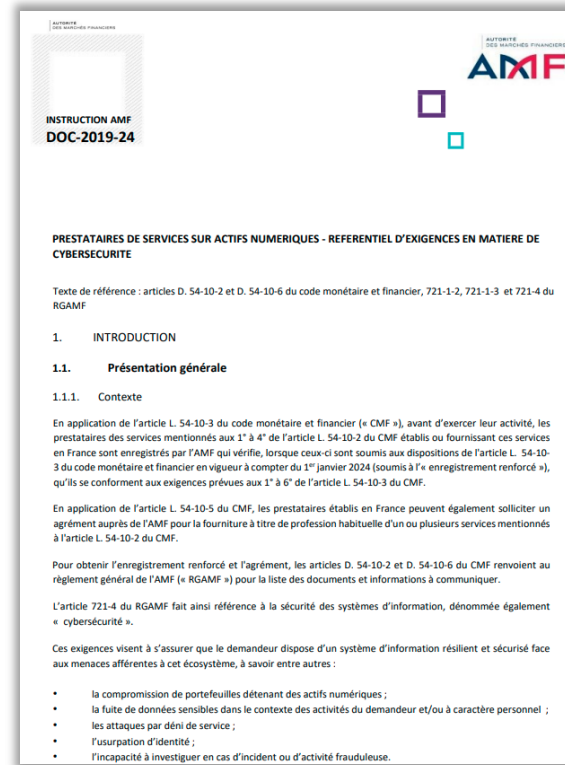 AUTORITÉ
DES MARCHÉS FINANCIERS
AUTORITÉ
DES MARCHÉS FINANCIERS
AMF
INSTRUCTION AMF
DOC-2019-24
PRESTATAIRES DE SERVICES SUR ACTIFS NUMERIQUES - REFERENTIEL D’EXIGENCES EN MATIERE DE
CYBERSECURITE
Texte de référence : articles D. 54-10-2 et D. 54-10-6 du code monétaire et financier, 721-1-2, 721-1-3 et 721-4 du
RGAMF
1. INTRODUCTION
1.1. Présentation générale
1.1.1. Contexte
En application de l’article L. 54-10-3 du code monétaire et financier (« CMF »), avant d’exercer leur activité, les
prestataires des services mentionnés aux 1° à 4° de l’article L. 54-10-2 du CMF établis ou fournissant ces services
en France sont enregistrés par l’AMF qui vérifie, lorsque ceux-ci sont soumis aux dispositions de l’article L. 54-10-
3 du code monétaire et financier en vigueur à compter du 1er janvier 2024 (soumis à l’« enregistrement renforcé »),
qu’ils se conforment aux exigences prévues aux 1° à 6° de l’article L. 54-10-3 du CMF.
En application de l’article L. 54-10-5 du CMF, les prestataires établis en France peuvent également solliciter un
agrément auprès de l’AMF pour la fourniture à titre de profession habituelle d’un ou plusieurs services mentionnés
à l’article L. 54-10-2 du CMF.
Pour obtenir l’enregistrement renforcé et l’agrément, les articles D. 54-10-2 et D. 54-10-6 du CMF renvoient au
règlement général de l’AMF (« RGAMF ») pour la liste des documents et informations à communiquer.
L’article 721-4 du RGAMF fait ainsi référence à la sécurité des systèmes d’information, dénommée également
« cybersécurité ».
Ces exigences visent à s’assurer que le demandeur dispose d’un système d’information résilient et sécurisé face
aux menaces afférentes à cet écosystème, à savoir entre autres :
• la compromission de portefeuilles détenant des actifs numériques ;
• la fuite de données sensibles dans le contexte des activités du demandeur et/ou à caractère personnel ;
• les attaques par déni de service ;
• l’usurpation d’identité ;
• l’incapacité à investiguer en cas d’incident ou d’activité frauduleuse.